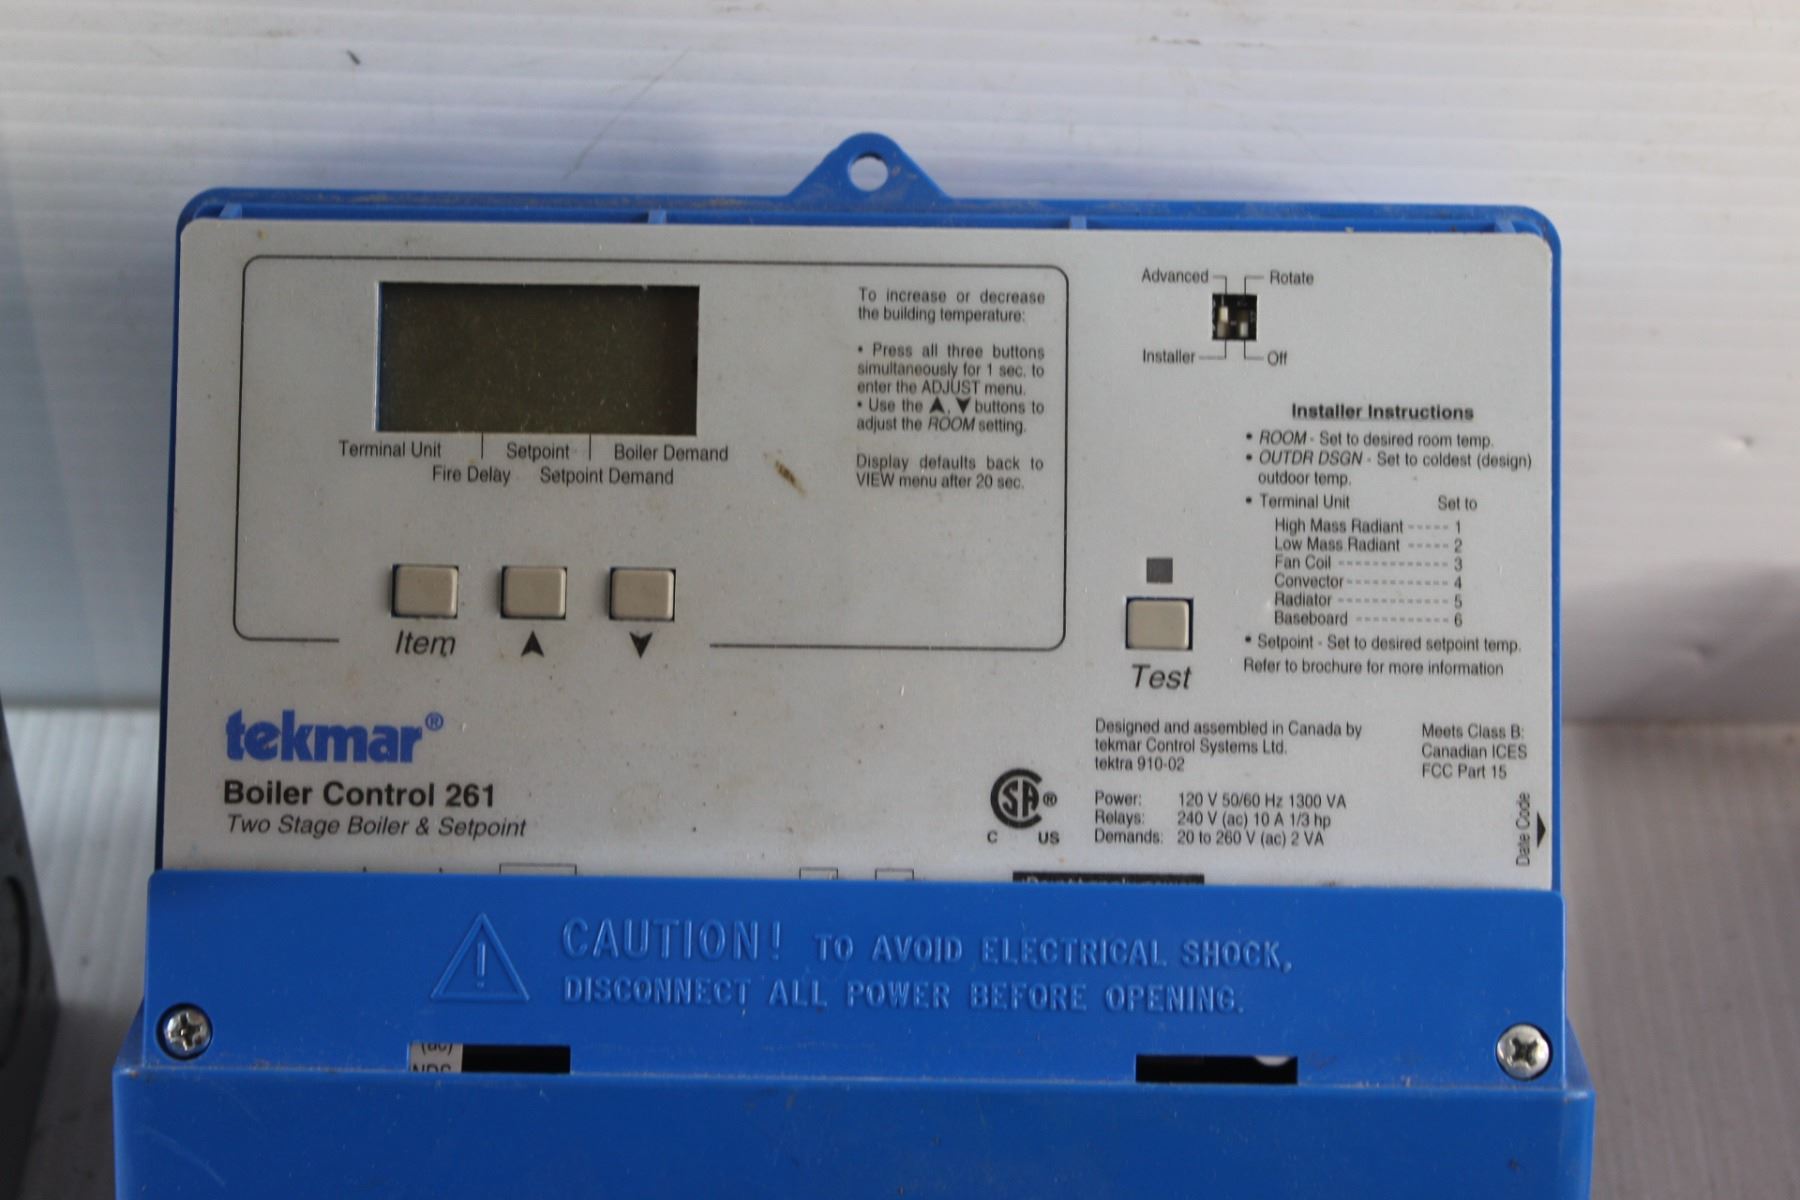 To increase or decrease
the building temperature:
• Press all three buttons
simultaneously for 1 sec. to
enter the ADJUST menu.
• Use the ▲, ▼ buttons to
adjust the ROOM setting.
Display defaults back to
VIEW menu after 20 sec.
Terminal Unit Setpoint Boiler Demand
Fire Delay Setpoint Demand
Item ▲ ▼
Advanced Rotate
Installer Off
Installer Instructions
• ROOM - Set to desired room temp.
• OUTDR DSGN - Set to coldest (design)
outdoor temp.
• Terminal Unit Set to
High Mass Radiant ----- 1
Low Mass Radiant ----- 2
Fan Coil ------------- 3
Convector ------------ 4
Radiator ------------- 5
Baseboard ------------ 6
• Setpoint - Set to desired setpoint temp.
Refer to brochure for more information
Test
tekmar®
Boiler Control 261
Two Stage Boiler & Setpoint
CSA®
C US
Designed and assembled in Canada by
tekmar Control Systems Ltd.
tektra 910-02
Meets Class B:
Canadian ICES
FCC Part 15
Power: 120 V 50/60 Hz 1300 VA
Relays: 240 V (ac) 10 A 1/3 hp
Demands: 20 to 260 V (ac) 2 VA
Date Code
CAUTION! TO AVOID ELECTRICAL SHOCK,
DISCONNECT ALL POWER BEFORE OPENING.
(ac)